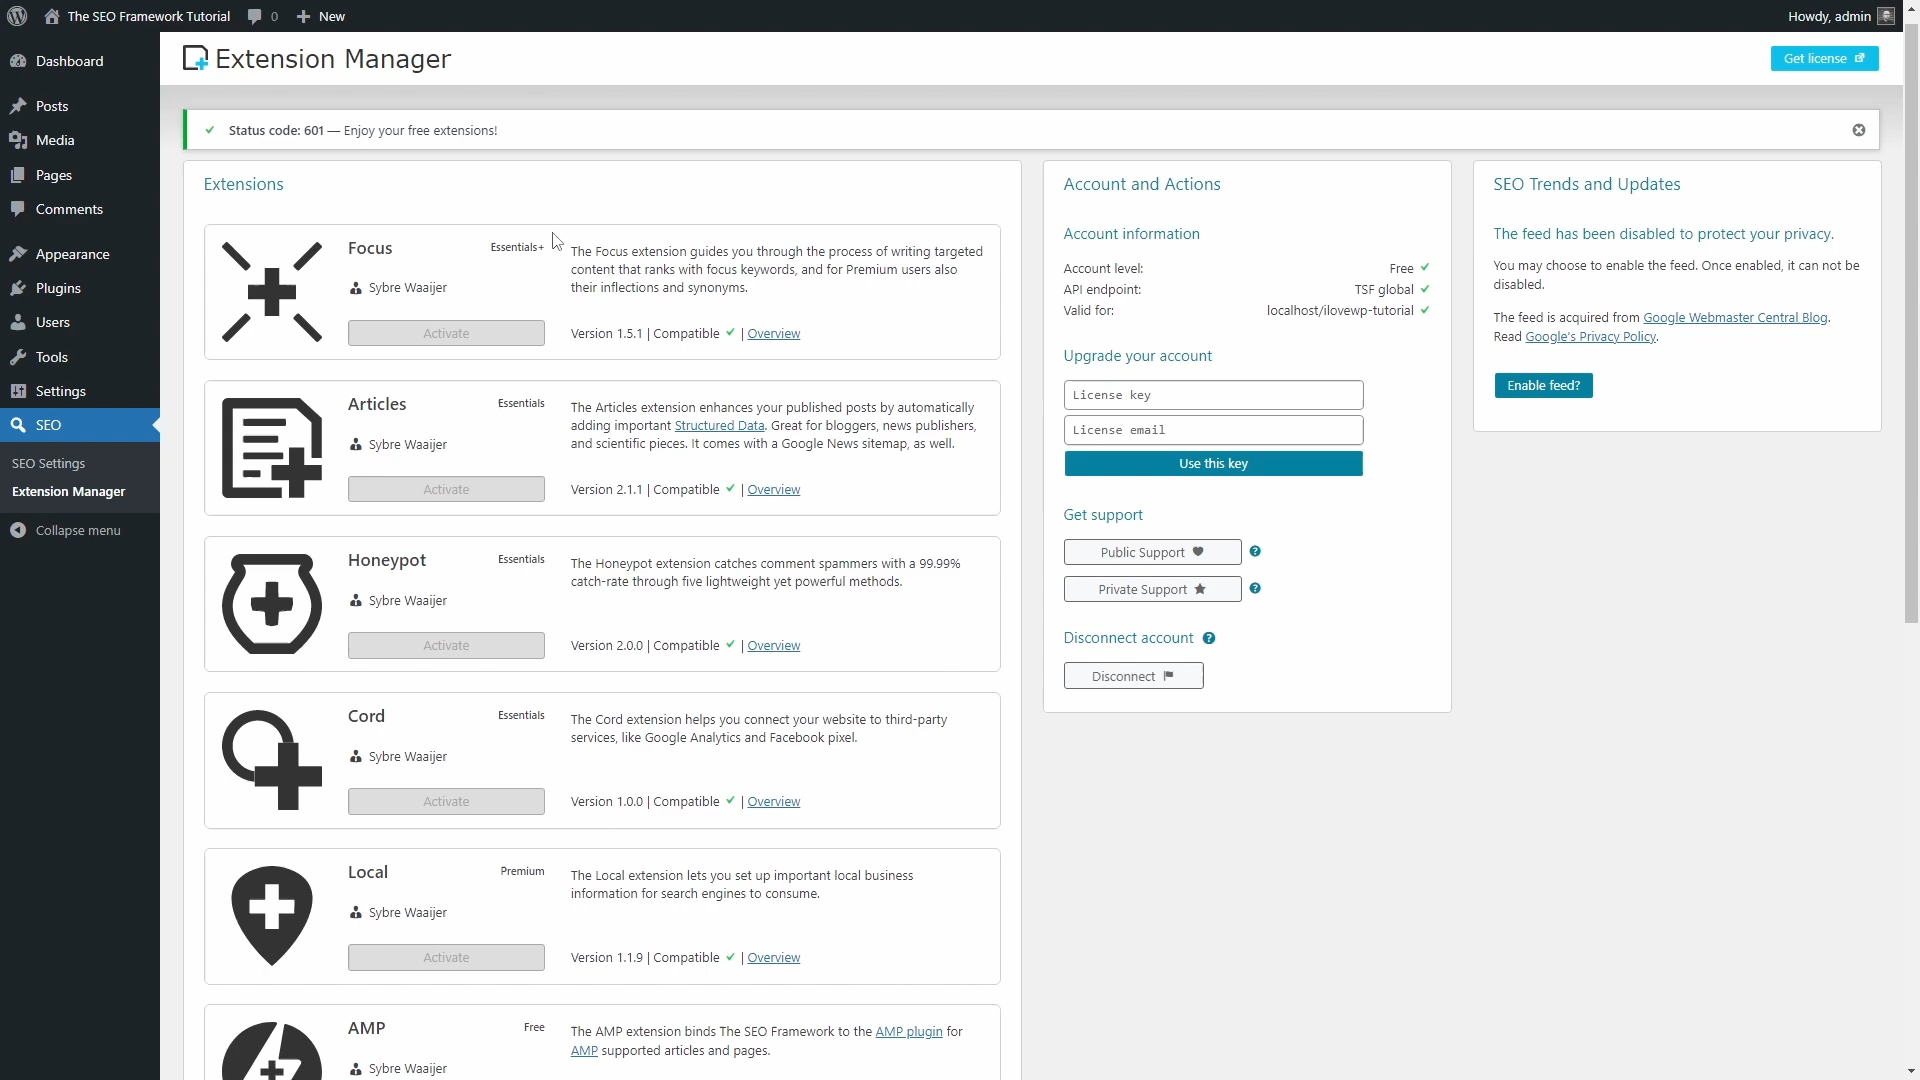 The SEO Framework Tutorial
0
New
Howdy, admin
Dashboard
Posts
Media
Pages
Comments
Appearance
Plugins
Users
Tools
Settings
SEO
SEO Settings
Extension Manager
Collapse menu
Extension Manager
Get license
Status code: 601 — Enjoy your free extensions!
Extensions
Focus
Essentials+
Sybre Waaijer
Activate
The Focus extension guides you through the process of writing targeted
content that ranks with focus keywords, and for Premium users also
their inflections and synonyms.
Version 1.5.1 | Compatible ✔ | Overview
Articles
Essentials
Sybre Waaijer
Activate
The Articles extension enhances your published posts by automatically
adding important Structured Data. Great for bloggers, news publishers,
and scientific pieces. It comes with a Google News sitemap, as well.
Version 2.1.1 | Compatible ✔ | Overview
Honeypot
Essentials
Sybre Waaijer
Activate
The Honeypot extension catches comment spammers with a 99.99%
catch-rate through five lightweight yet powerful methods.
Version 2.0.0 | Compatible ✔ | Overview
Cord
Essentials
Sybre Waaijer
Activate
The Cord extension helps you connect your website to third-party
services, like Google Analytics and Facebook pixel.
Version 1.0.0 | Compatible ✔ | Overview
Local
Premium
Sybre Waaijer
Activate
The Local extension lets you set up important local business
information for search engines to consume.
Version 1.1.9 | Compatible ✔ | Overview
AMP
Free
Sybre Waaijer
The AMP extension binds The SEO Framework to the AMP plugin for
AMP supported articles and pages.
Account and Actions
Account information
Account level: Free ✔
API endpoint: TSF global ✔
Valid for: localhost/ilovewp-tutorial ✔
Upgrade your account
License key
License email
Use this key
Get support
Public Support
?
Private Support
?
Disconnect account ?
Disconnect
SEO Trends and Updates
The feed has been disabled to protect your privacy.
You may choose to enable the feed. Once enabled, it can not be
disabled.
The feed is acquired from Google Webmaster Central Blog.
Read Google's Privacy Policy.
Enable feed?